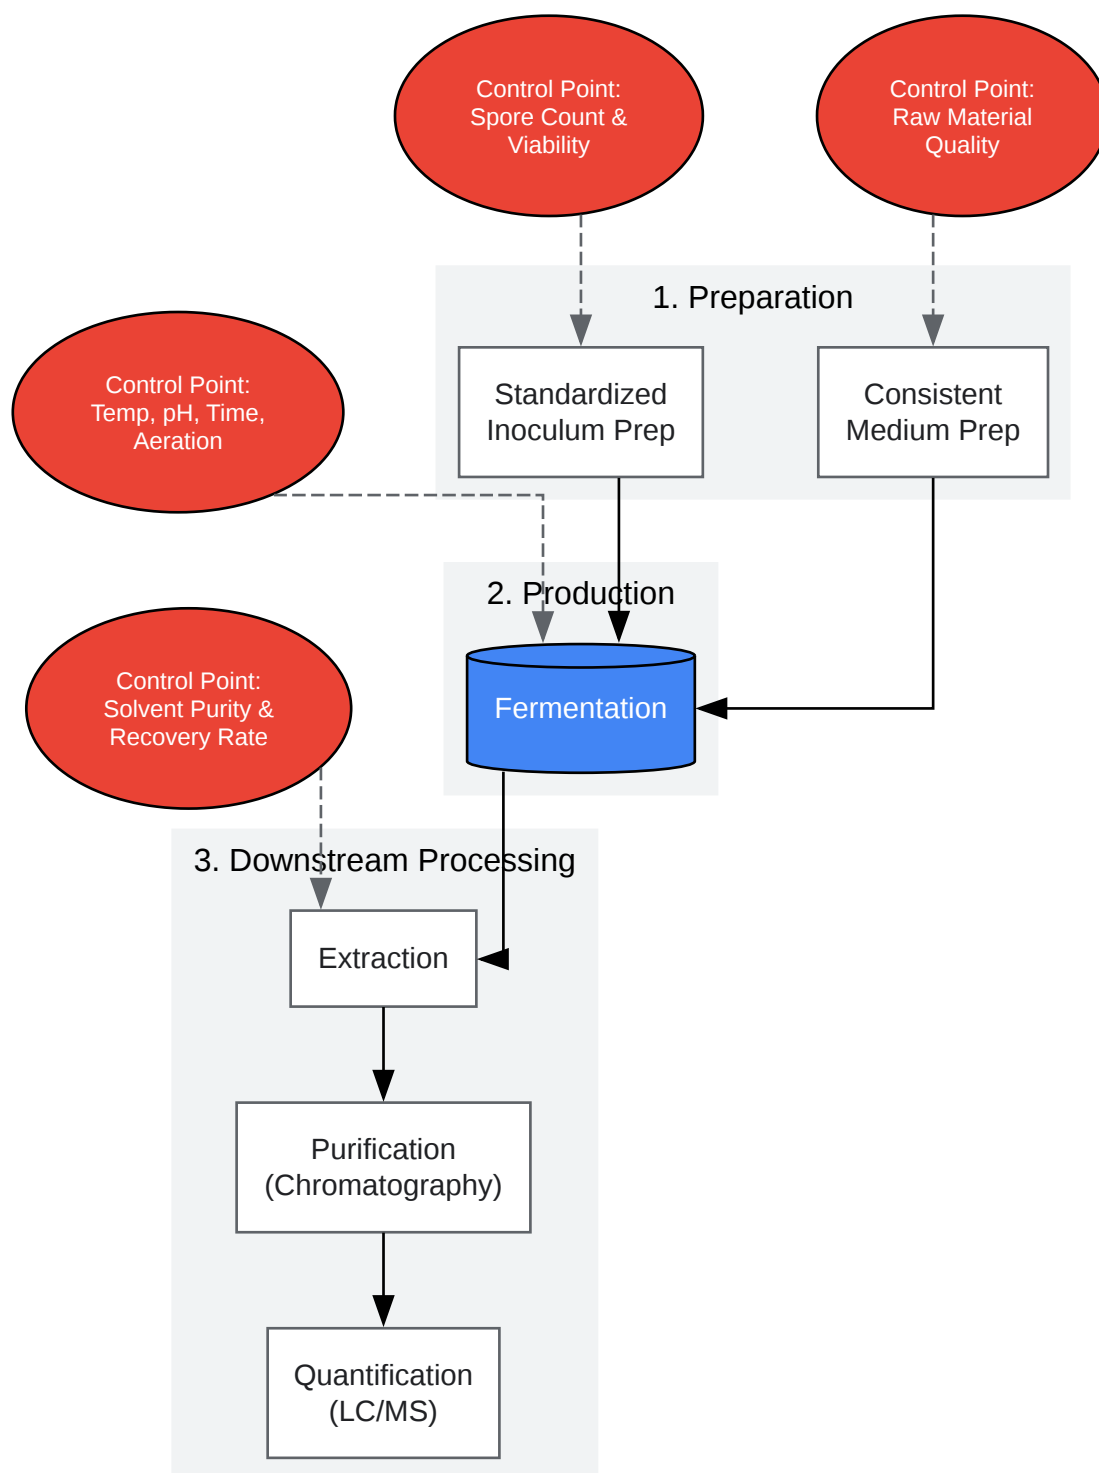 Control Point:
Spore Count &
Viability
Control Point:
Raw Material
Quality
1. Preparation
Standardized
Inoculum Prep
Consistent
Medium Prep
Control Point:
Temp, pH, Time,
Aeration
2. Production
Fermentation
Control Point:
Solvent Purity &
Recovery Rate
3. Downstream Processing
Extraction
Purification
(Chromatography)
Quantification
(LC/MS)